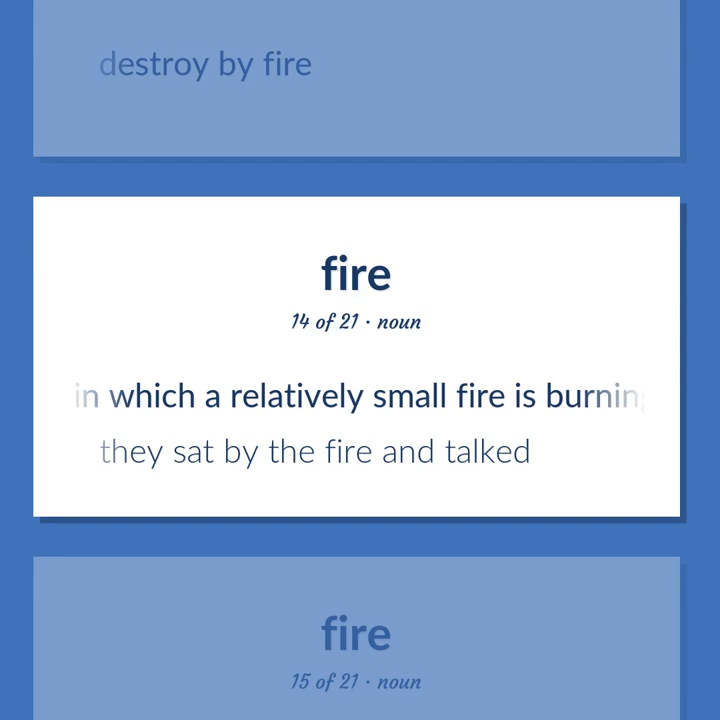 destroy by fire
fire
14 of 21 · noun
in which a relatively small fire is burning
they sat by the fire and talked
fire
15 of 21 · noun